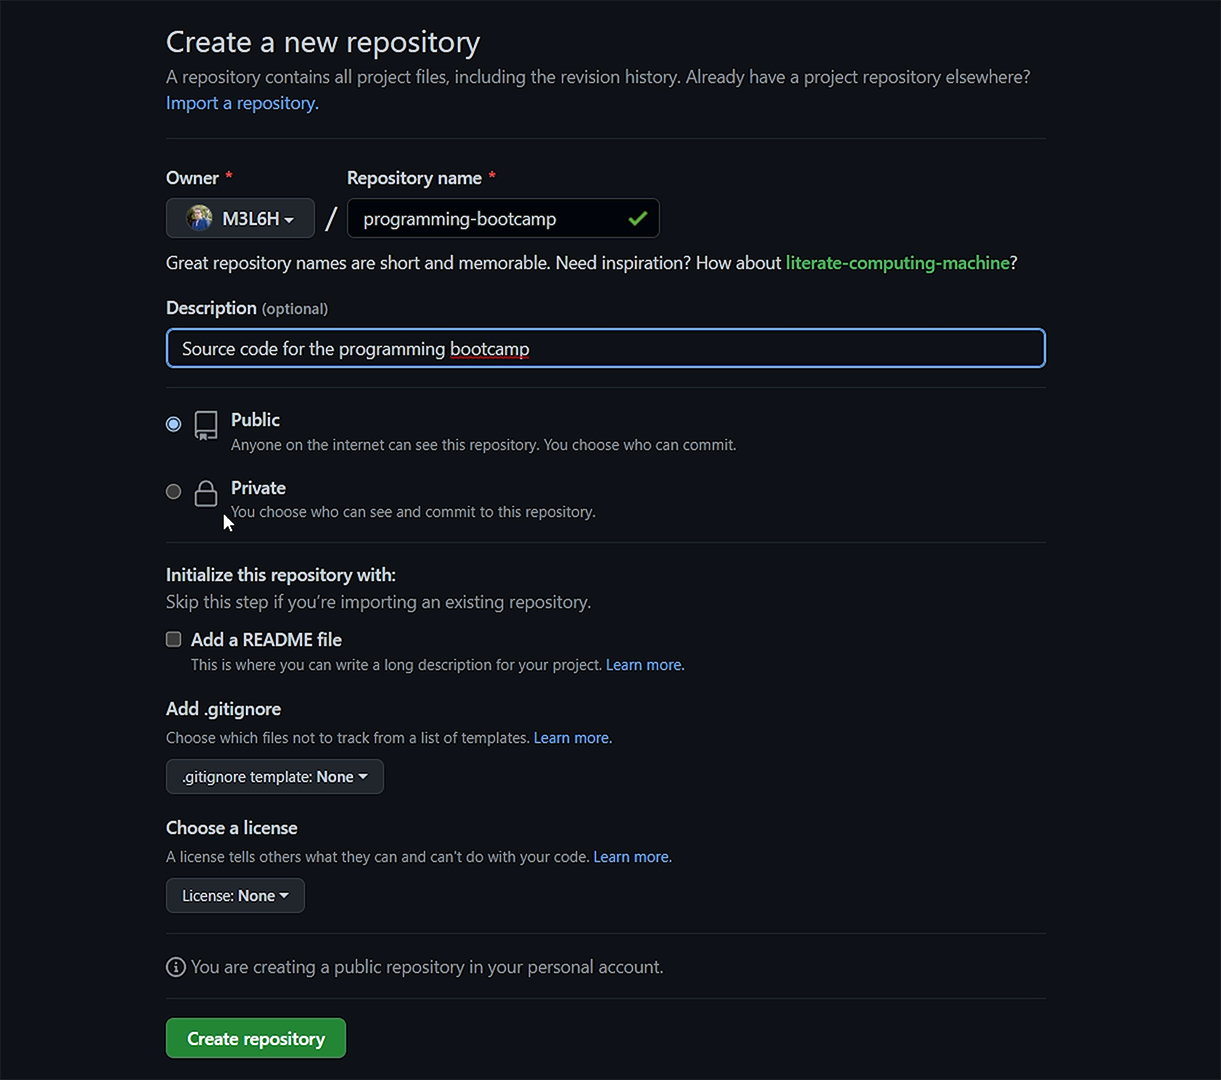 Create a new repository
A repository contains all project files, including the revision history. Already have a project repository elsewhere?
Import a repository.
Owner * Repository name *
M3L6H / programming-bootcamp
Great repository names are short and memorable. Need inspiration? How about literate-computing-machine?
Description (optional)
Source code for the programming bootcamp
Public
Anyone on the internet can see this repository. You choose who can commit.
Private
You choose who can see and commit to this repository.
Initialize this repository with:
Skip this step if you’re importing an existing repository.
Add a README file
This is where you can write a long description for your project. Learn more.
Add .gitignore
Choose which files not to track from a list of templates. Learn more.
.gitignore template: None
Choose a license
A license tells others what they can and can't do with your code. Learn more.
License: None
You are creating a public repository in your personal account.
Create repository